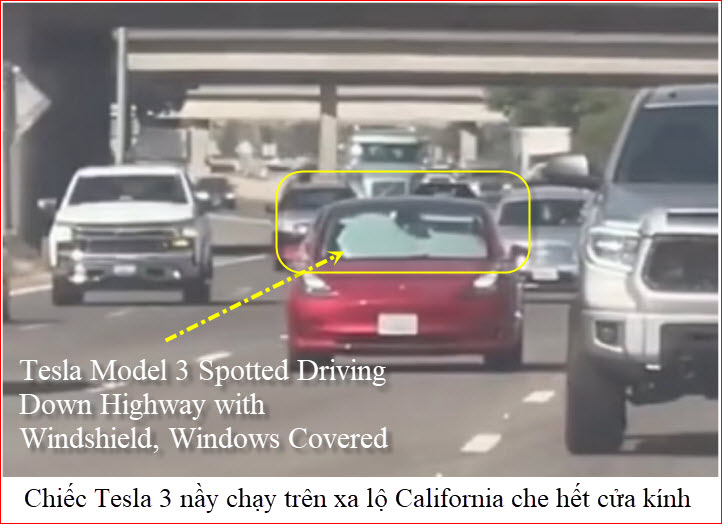 Tesla Model 3 Spotted Driving
Down Highway with
Windshield, Windows Covered
Chiếc Tesla 3 nầy chạy trên xa lộ California che hết cửa kính